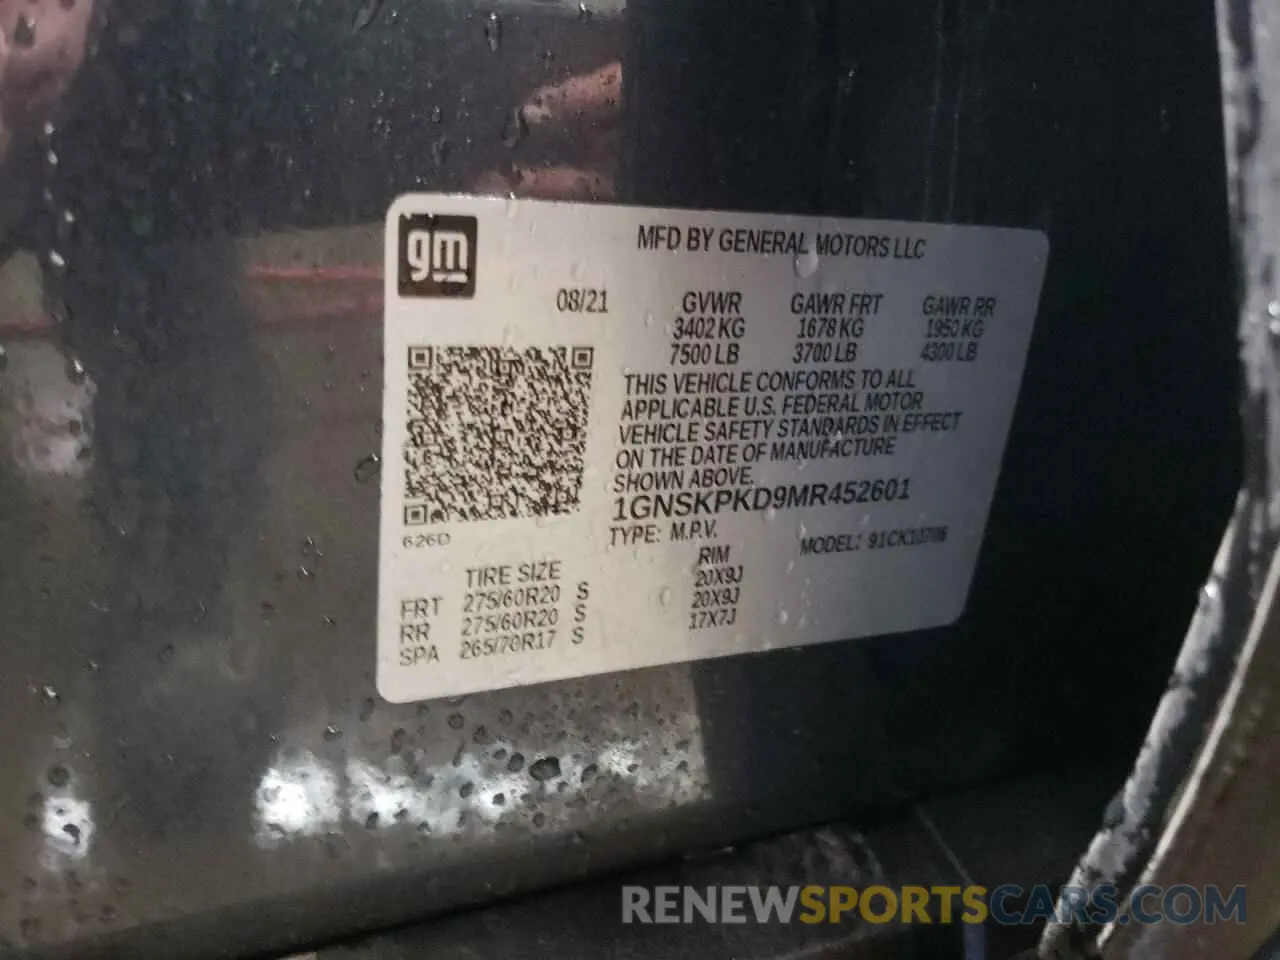 gm
MFD BY GENERAL MOTORS LLC
08/21 GVWR GAWR FRT GAWR RR
3402 KG 1678 KG 1950 KG
7500 LB 3700 LB 4300 LB
THIS VEHICLE CONFORMS TO ALL
APPLICABLE U.S. FEDERAL MOTOR
VEHICLE SAFETY STANDARDS IN EFFECT
ON THE DATE OF MANUFACTURE
SHOWN ABOVE.
1GNSKPKD9MR452601
626D
TYPE: M.P.V. MODEL: 91CK10706
TIRE SIZE RIM
FRT 275/60R20 S 20X9J
RR 275/60R20 S 20X9J
SPA 265/70R17 S 17X7J
RENEWSPORTSCARS.COM